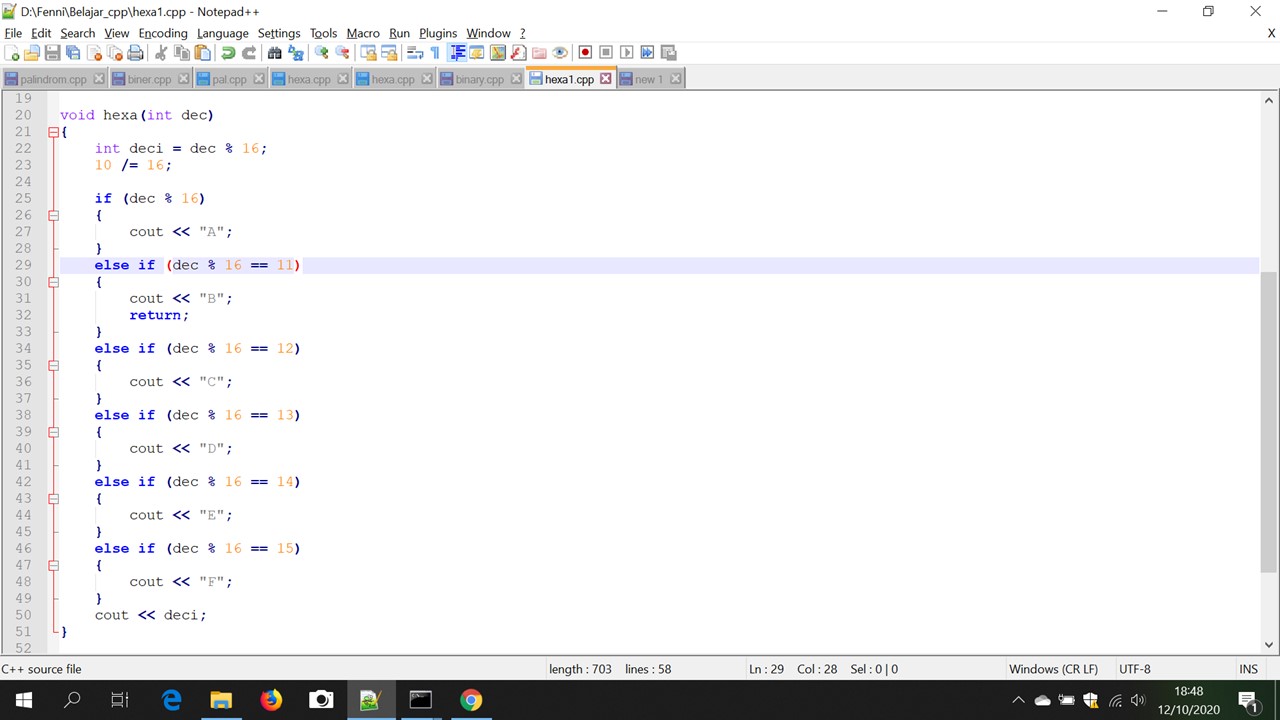 D:\Fenni\Belajar_cpp\hexa1.cpp - Notepad++
File Edit Search View Encoding Language Settings Tools Macro Run Plugins Window ? X
palindrom.cpp biner.cpp pal.cpp hexa.cpp hexa.cpp binary.cpp hexa1.cpp new 1
19
20 void hexa(int dec)
21 {
22 int deci = dec % 16;
23 10 /= 16;
24
25 if (dec % 16)
26 {
27 cout << "A";
28 }
29 else if (dec % 16 == 11)
30 {
31 cout << "B";
32 return;
33 }
34 else if (dec % 16 == 12)
35 {
36 cout << "C";
37 }
38 else if (dec % 16 == 13)
39 {
40 cout << "D";
41 }
42 else if (dec % 16 == 14)
43 {
44 cout << "E";
45 }
46 else if (dec % 16 == 15)
47 {
48 cout << "F";
49 }
50 cout << deci;
51 }
52
C++ source file length : 703 lines : 58 Ln : 29 Col : 28 Sel : 0 | 0 Windows (CR LF) UTF-8 INS
18:48
12/10/2020
1